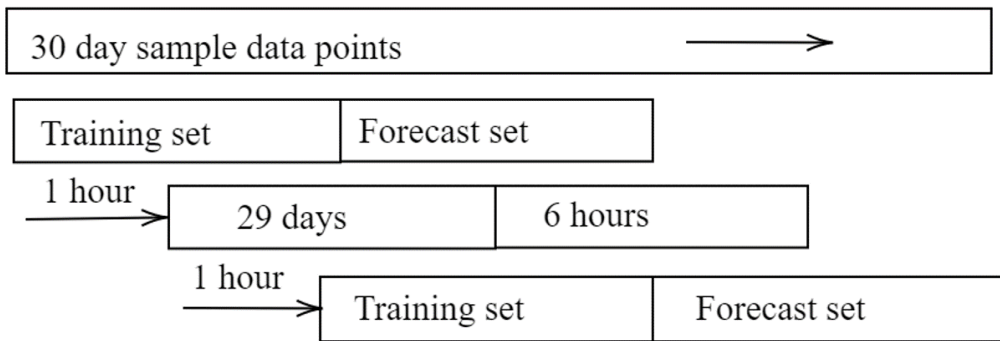 30 day sample data points
Training set
Forecast set
1 hour
29 days
6 hours
1 hour
Training set
Forecast set